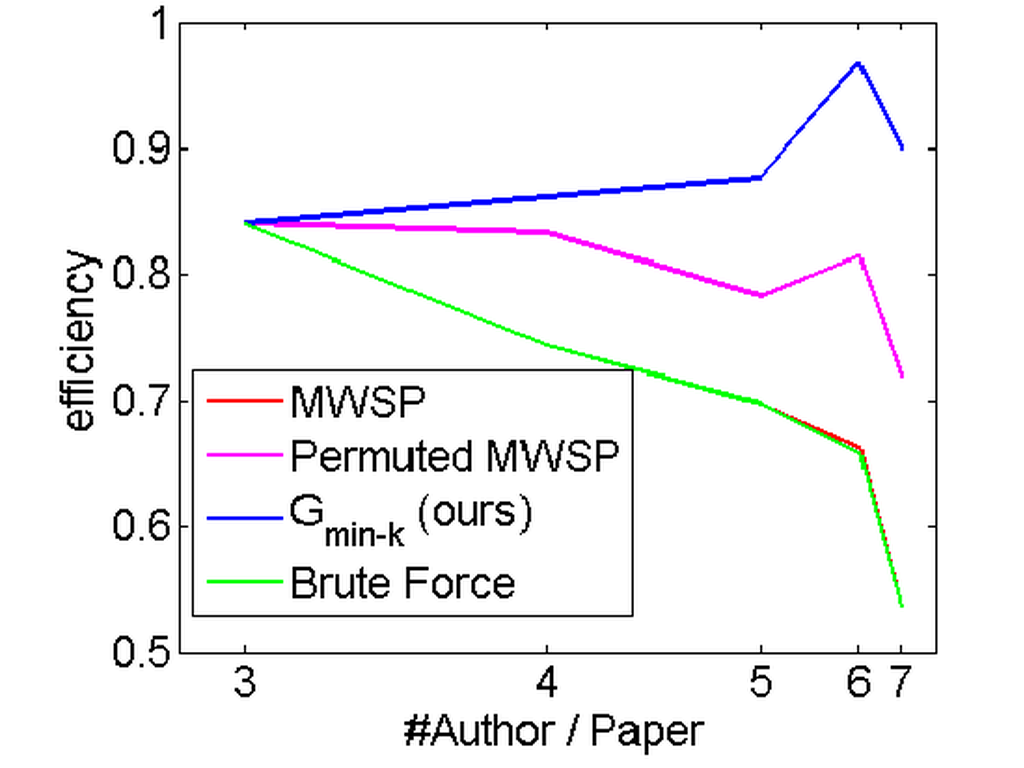 1
0.9
0.8
0.7
0.6
0.5
efficiency
MWSP
Permuted MWSP
Gmin-k (ours)
Brute Force
3 4 5 6 7
#Author / Paper